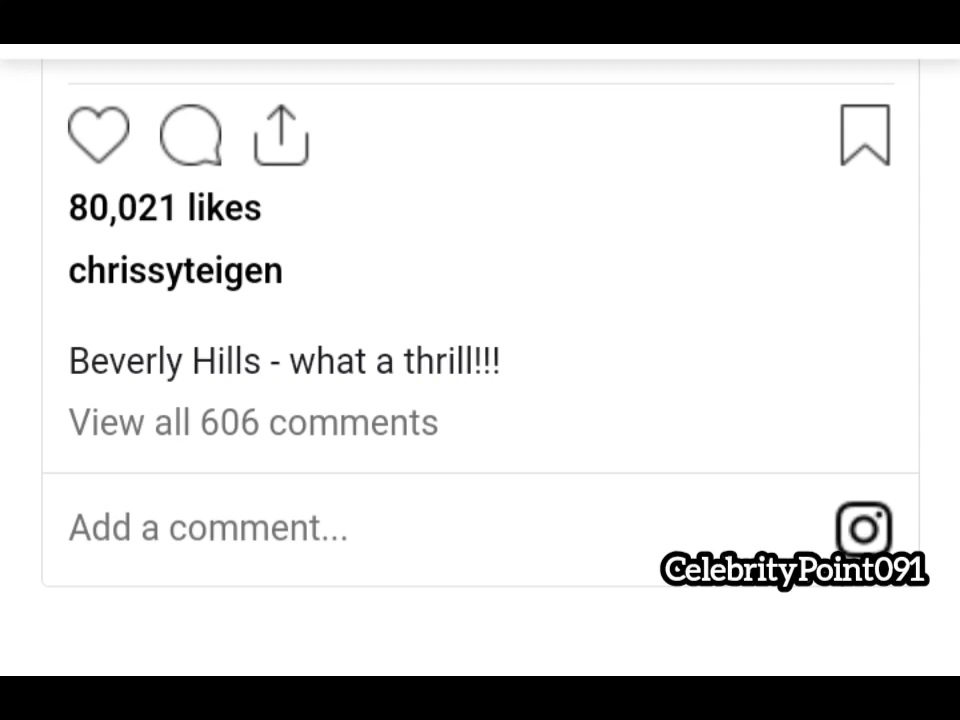 80,021 likes
chrissyteigen
Beverly Hills - what a thrill!!!
View all 606 comments
Add a comment...
CelebrityPoint091